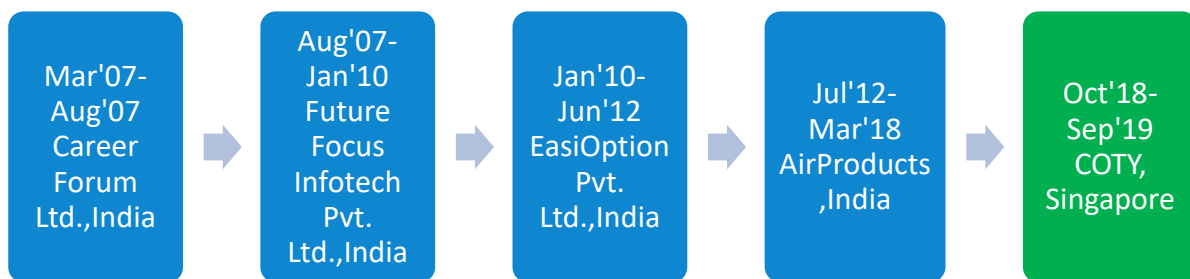 Mar'07-
Aug'07
Career
Forum
Ltd.,India
Aug'07-
Jan'10
Future
Focus
Infotech
Pvt.
Ltd.,India
Jan'10-
Jun'12
EasiOption
Pvt.
Ltd.,India
Jul'12-
Mar'18
AirProducts
,India
Oct'18-
Sep'19
COTY,
Singapore